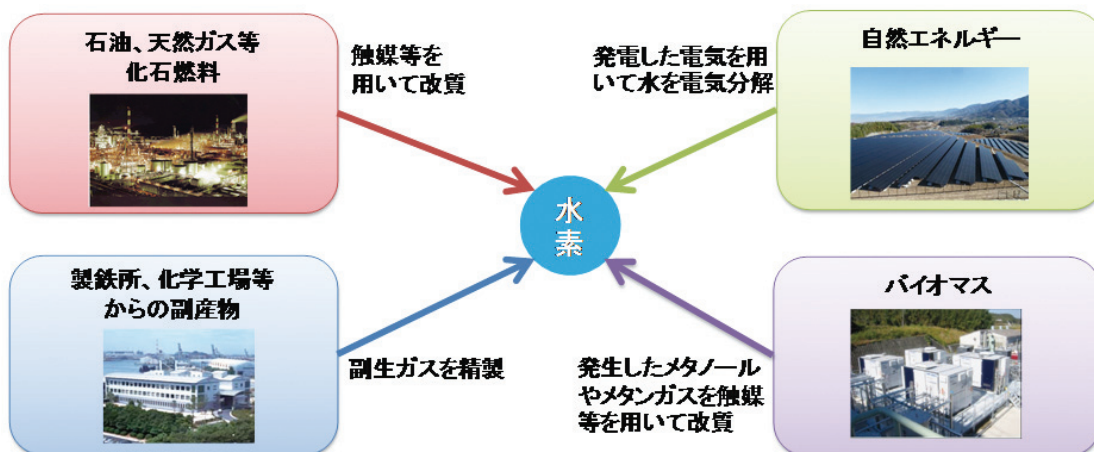 石油、天然ガス等
化石燃料
触媒等を
用いて改質
発電した電気を用
いて水を電気分解
自然エネルギー
水
素
製鉄所、化学工場等
からの副産物
副生ガスを精製
発生したメタノール
やメタンガスを触媒
等を用いて改質
バイオマス